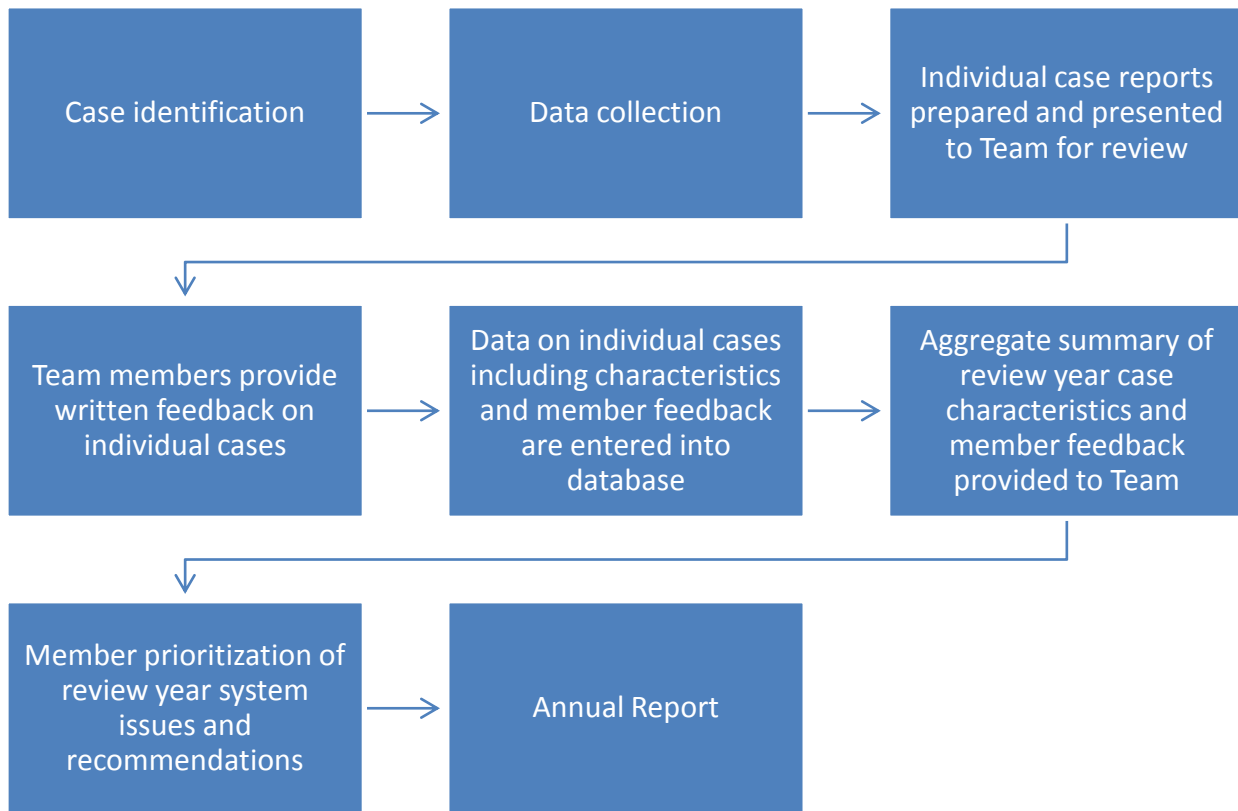 Case identification
Data collection
Individual case reports
prepared and presented
to Team for review
Team members provide
written feedback on
individual cases
Data on individual cases
including characteristics
and member feedback
are entered into
database
Aggregate summary of
review year case
characteristics and
member feedback
provided to Team
Member prioritization of
review year system
issues and
recommendations
Annual Report